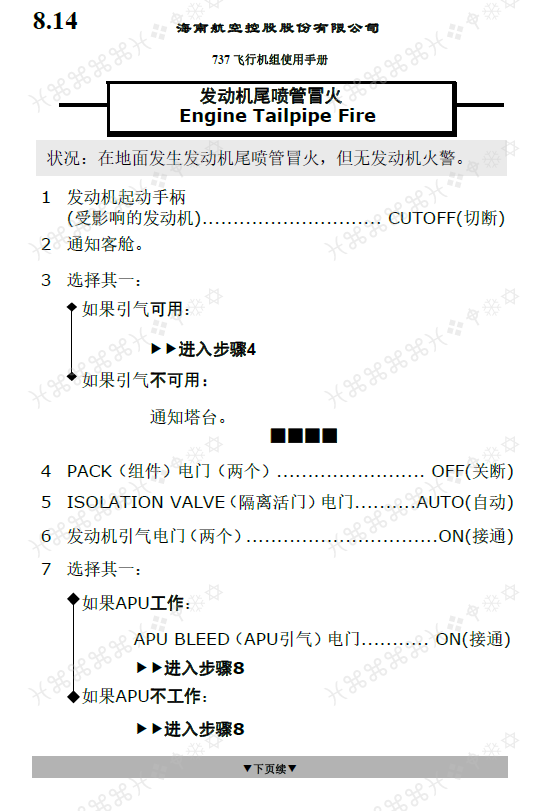 8.14
海南航空控股股份有限公司
737 飞行机组使用手册
发动机尾喷管冒火
Engine Tailpipe Fire
状况：在地面发生发动机尾喷管冒火，但无发动机火警。
1 发动机起动手柄
(受影响的发动机)............................. CUTOFF(切断)
2 通知客舱。
3 选择其一：
◆如果引气可用：
▶▶进入步骤4
◆如果引气不可用：
通知塔台。
■■■■
4 PACK（组件）电门（两个）........................ OFF(关断)
5 ISOLATION VALVE（隔离活门）电门..........AUTO(自动)
6 发动机引气电门（两个）...............................ON(接通)
7 选择其一：
◆如果APU工作：
APU BLEED（APU引气）电门........... ON(接通)
▶▶进入步骤8
◆如果APU不工作：
▶▶进入步骤8
▼下页续▼